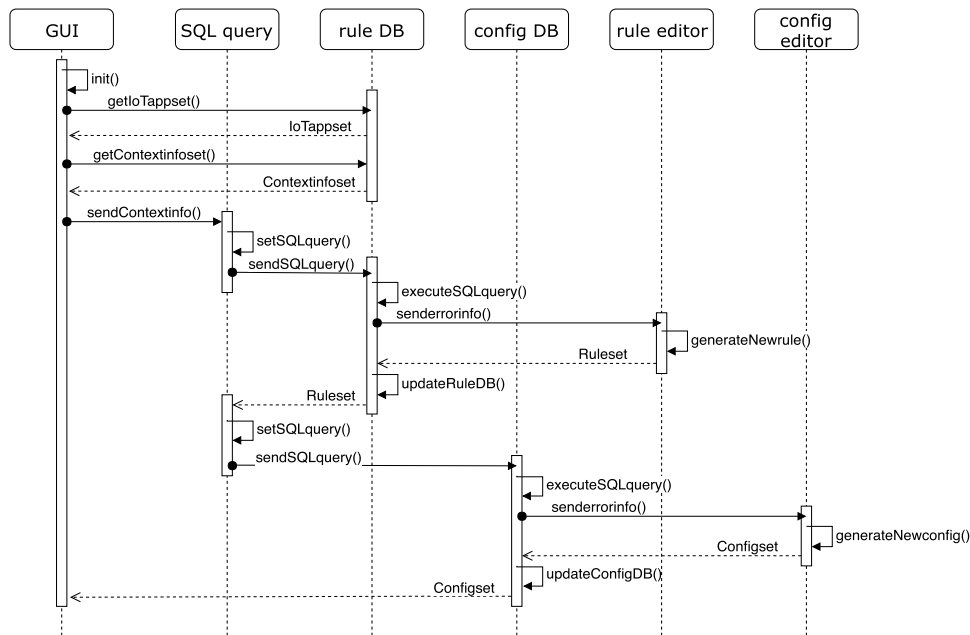 GUI
SQL query
rule DB
config DB
rule editor
config
editor
init()
getIoTappset()
IoTappset
getContextinfoset()
Contextinfoset
sendContextinfo()
setSQLquery()
sendSQLquery()
executeSQLquery()
senderrorinfo()
generateNewrule()
Ruleset
updateRuleDB()
Ruleset
setSQLquery()
sendSQLquery()
executeSQLquery()
senderrorinfo()
generateNewconfig()
Configset
updateConfigDB()
Configset